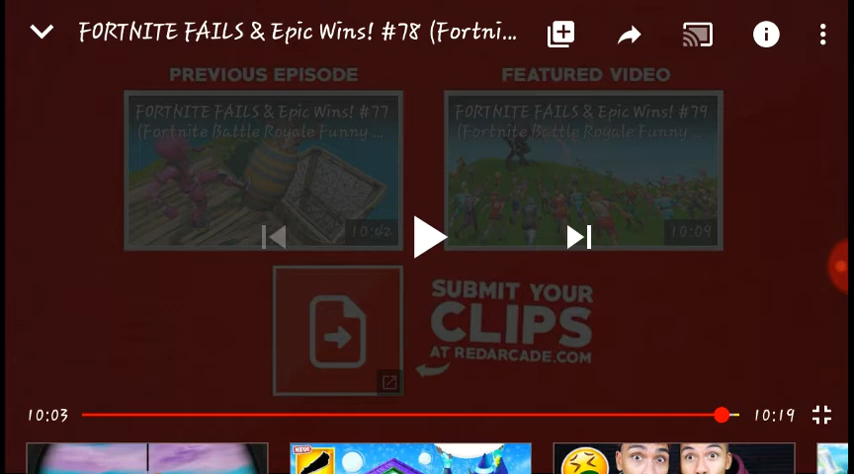 FORTNITE FAILS & Epic Wins! #78 (Fortni...
PREVIOUS EPISODE
FEATURED VIDEO
FORTNITE FAILS & Epic Wins! #77
(Fortnite Battle Royale Funny ...
10:42
FORTNITE FAILS & Epic Wins! #79
(Fortnite Battle Royale Funny ...
10:09
SUBMIT YOUR
CLIPS
AT REDARCADE.COM
10:03
10:19
NEW!